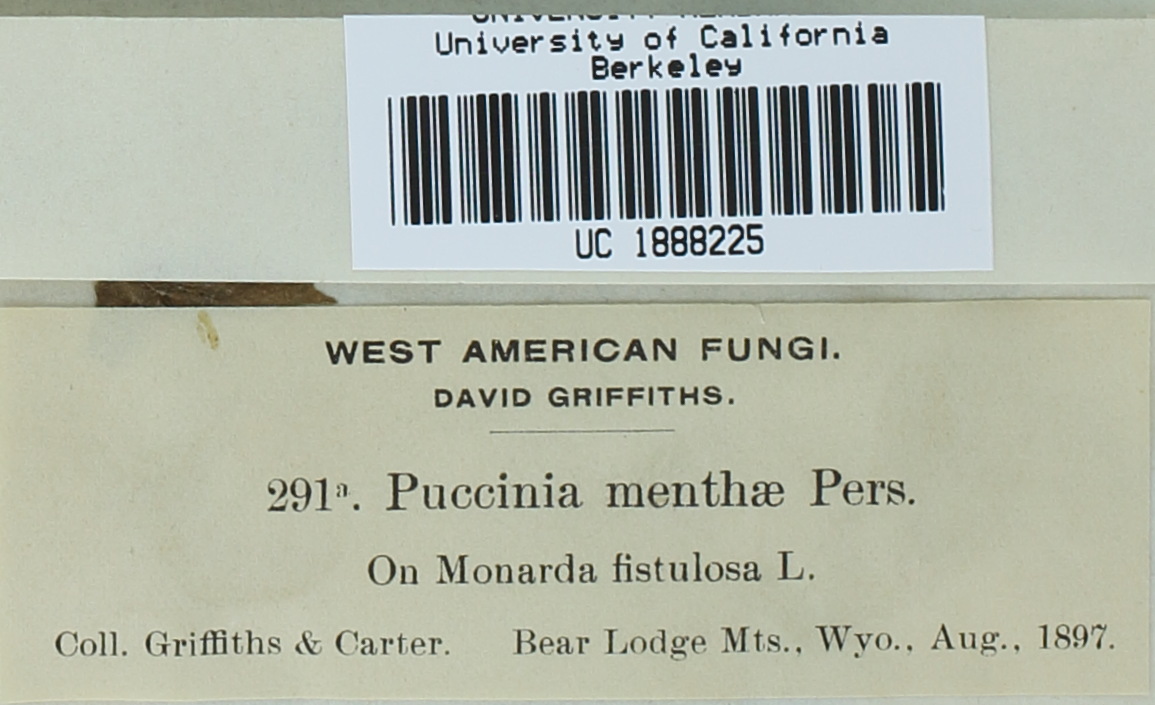 University of California
Berkeley
UC 1888225
WEST AMERICAN FUNGI.
DAVID GRIFFITHS.
291ª. Puccinia menthæ Pers.
On Monarda fistulosa L.
Coll. Griffiths & Carter. Bear Lodge Mts., Wyo., Aug., 1897.